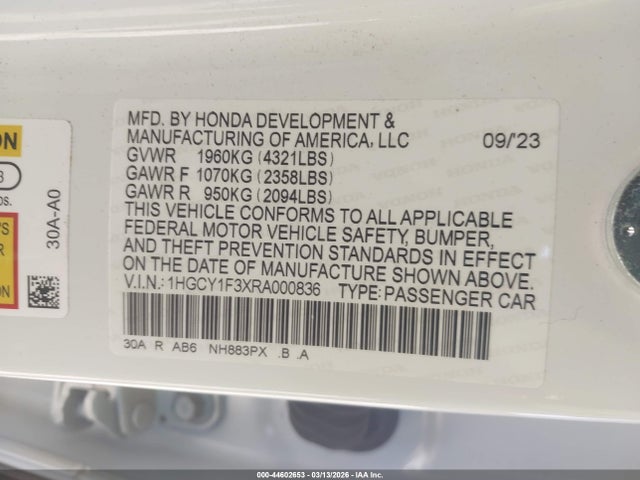 MFD. BY HONDA DEVELOPMENT &
MANUFACTURING OF AMERICA, LLC 09/'23
GVWR 1960KG (4321LBS)
GAWR F 1070KG (2358LBS)
GAWR R 950KG (2094LBS)
THIS VEHICLE CONFORMS TO ALL APPLICABLE
FEDERAL MOTOR VEHICLE SAFETY, BUMPER,
AND THEFT PREVENTION STANDARDS IN EFFECT
ON THE DATE OF MANUFACTURE SHOWN ABOVE.
V.I.N.: 1HGCY1F3XRA000836 TYPE: PASSENGER CAR
30A R AB6 NH883PX .B .A
30A-A0
000-44602653 - 03/13/2026 - IAA Inc.